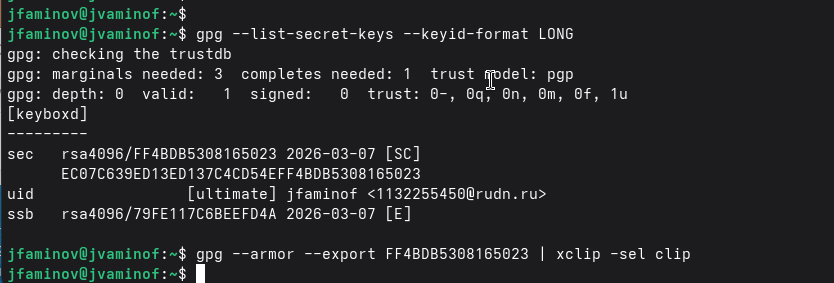 jfaminov@jvaminof:~$
jfaminov@jvaminof:~$ gpg --list-secret-keys --keyid-format LONG
gpg: checking the trustdb
gpg: marginals needed: 3  completes needed: 1  trust model: pgp
gpg: depth: 0  valid:   1  signed:   0  trust: 0-, 0q, 0n, 0m, 0f, 1u
[keyboxd]
---------
sec   rsa4096/FF4BDB5308165023 2026-03-07 [SC]
      EC07C639ED13ED137C4CD54EFF4BDB5308165023
uid                 [ultimate] jfaminof <1132255450@rudn.ru>
ssb   rsa4096/79FE117C6BEEFD4A 2026-03-07 [E]
jfaminov@jvaminof:~$ gpg --armor --export FF4BDB5308165023 | xclip -sel clip
jfaminov@jvaminof:~$